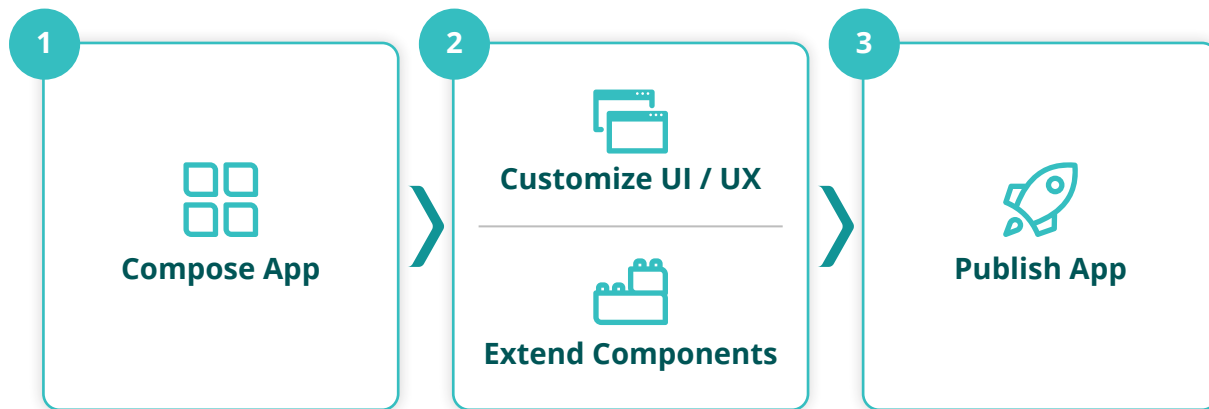 1
Compose App
2
Customize UI / UX
Extend Components
3
Publish App